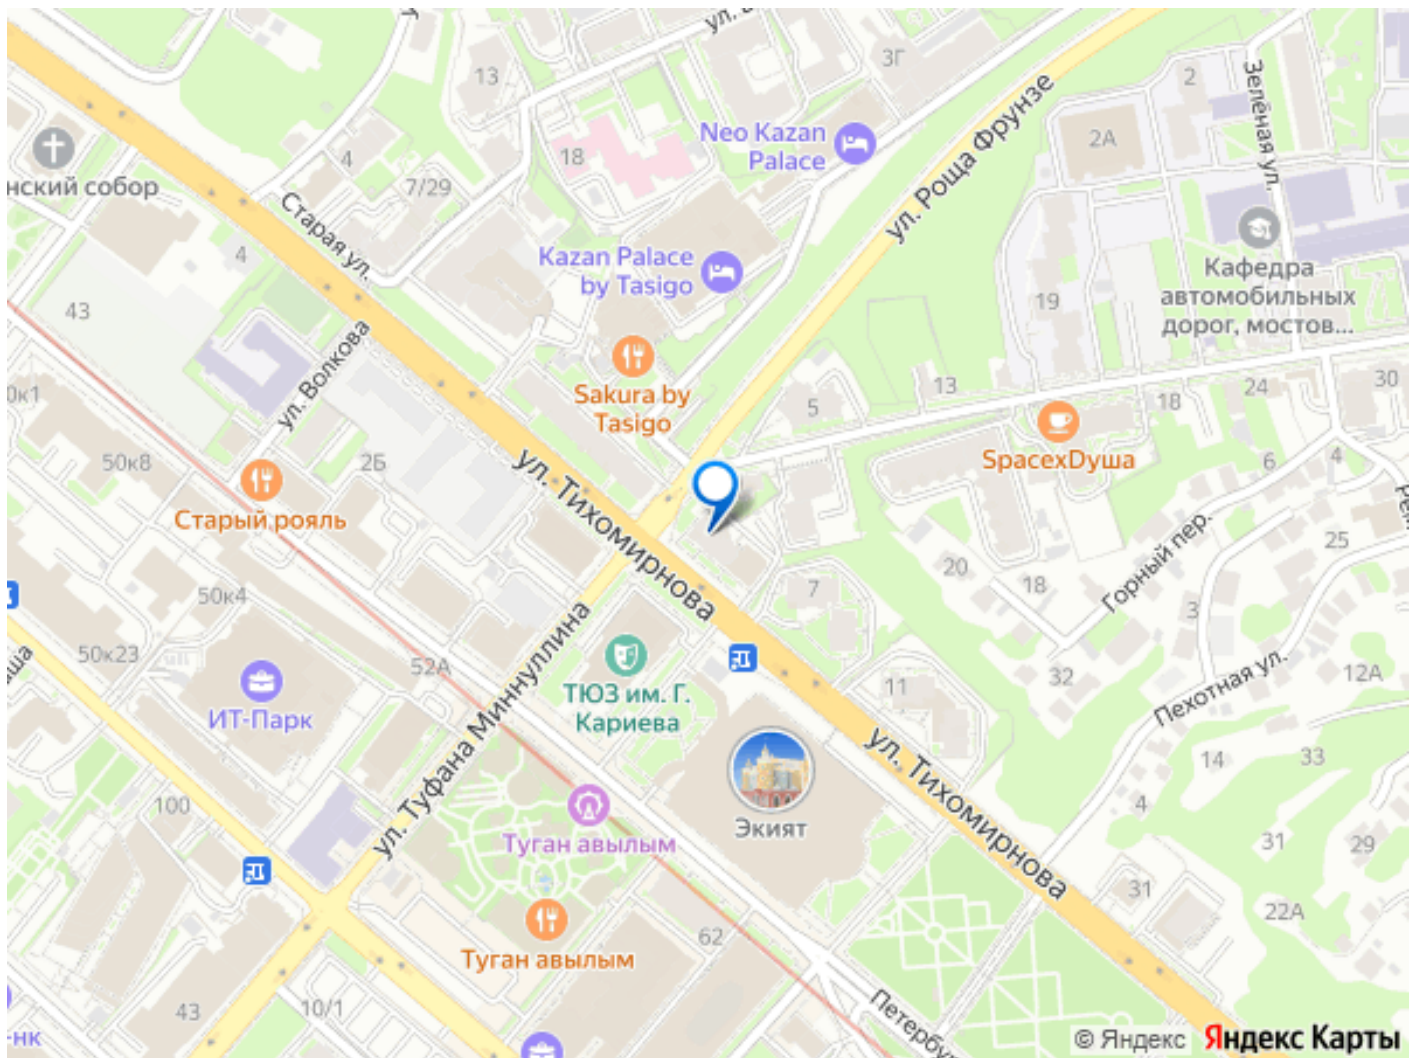 ул. Роща Фрунзе
Зелёная ул.
13
3Г
2
2А
4
18
7/29
нский собор
Neo Kazan
Palace
Старая ул.
4
Kazan Palace
by Tasigo
Кафедра
автомобильных
дорог, мостов...
43
19
ул. Волкова
Sakura by
Tasigo
5
13
18
24
30
50к8
2Б
SpacexDуша
6
4
Старый рояль
ул. Тихомирнова
Горный пер.
25
50к4
20
18
7
3
50к23
52А
ул. Туфана Миннуллина
ТЮЗ им. Г.
Кариева
11
32
Пехотная ул.
12А
ИТ-Парк
ул. Тихомирнова
14
33
100
Туган авылым
Экият
4
31
29
31
22А
Туган авылым
62
43
10/1
-нк
Петербу
© Яндекс
Яндекс Карты